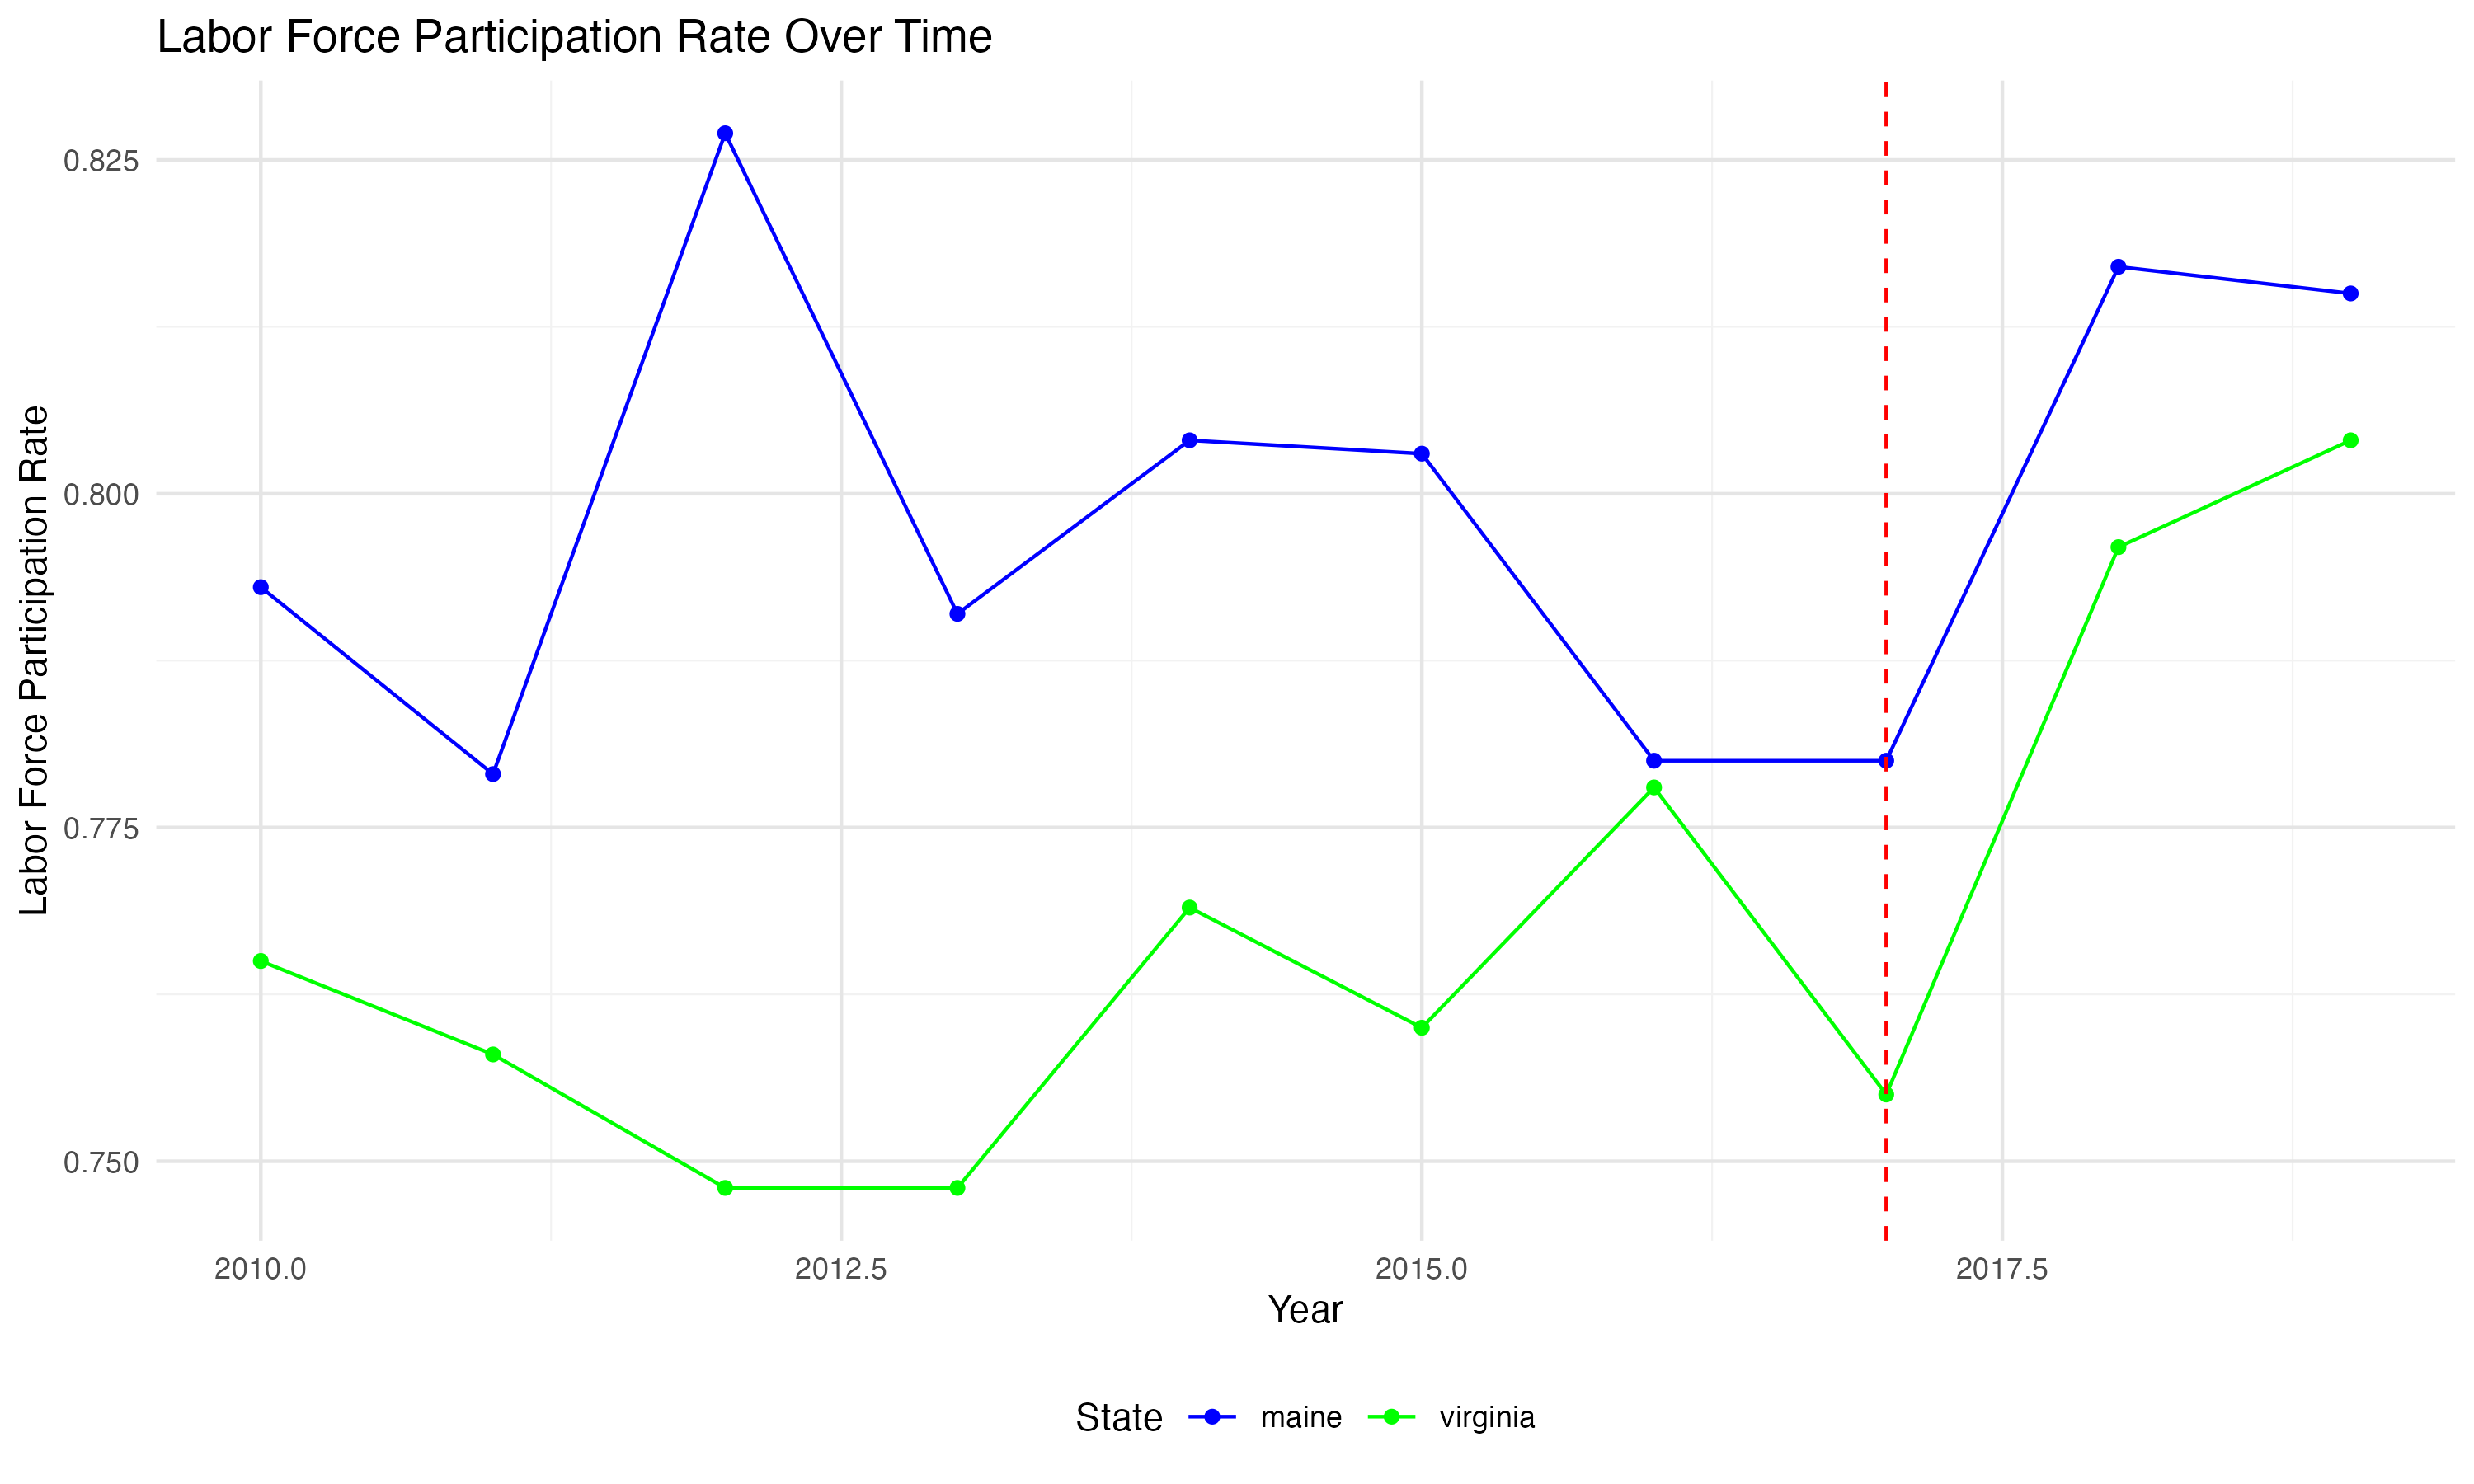 Labor Force Participation Rate Over Time
Labor Force Participation Rate
0.825
0.800
0.775
0.750
2010.0 2012.5 2015.0 2017.5
Year
State maine virginia